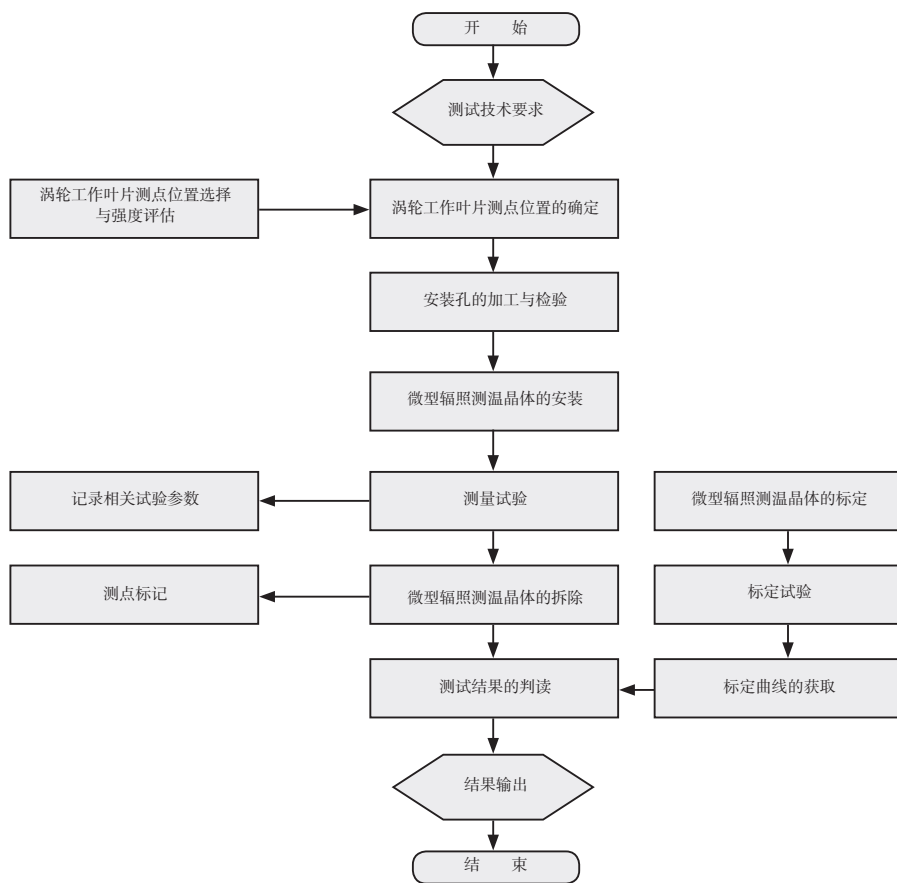 开 始
测试技术要求
涡轮工作叶片测点位置选择
与强度评估
涡轮工作叶片测点位置的确定
安装孔的加工与检验
微型辐照测温晶体的安装
记录相关试验参数
测量试验
微型辐照测温晶体的标定
测点标记
微型辐照测温晶体的拆除
标定试验
测试结果的判读
标定曲线的获取
结果输出
结 束